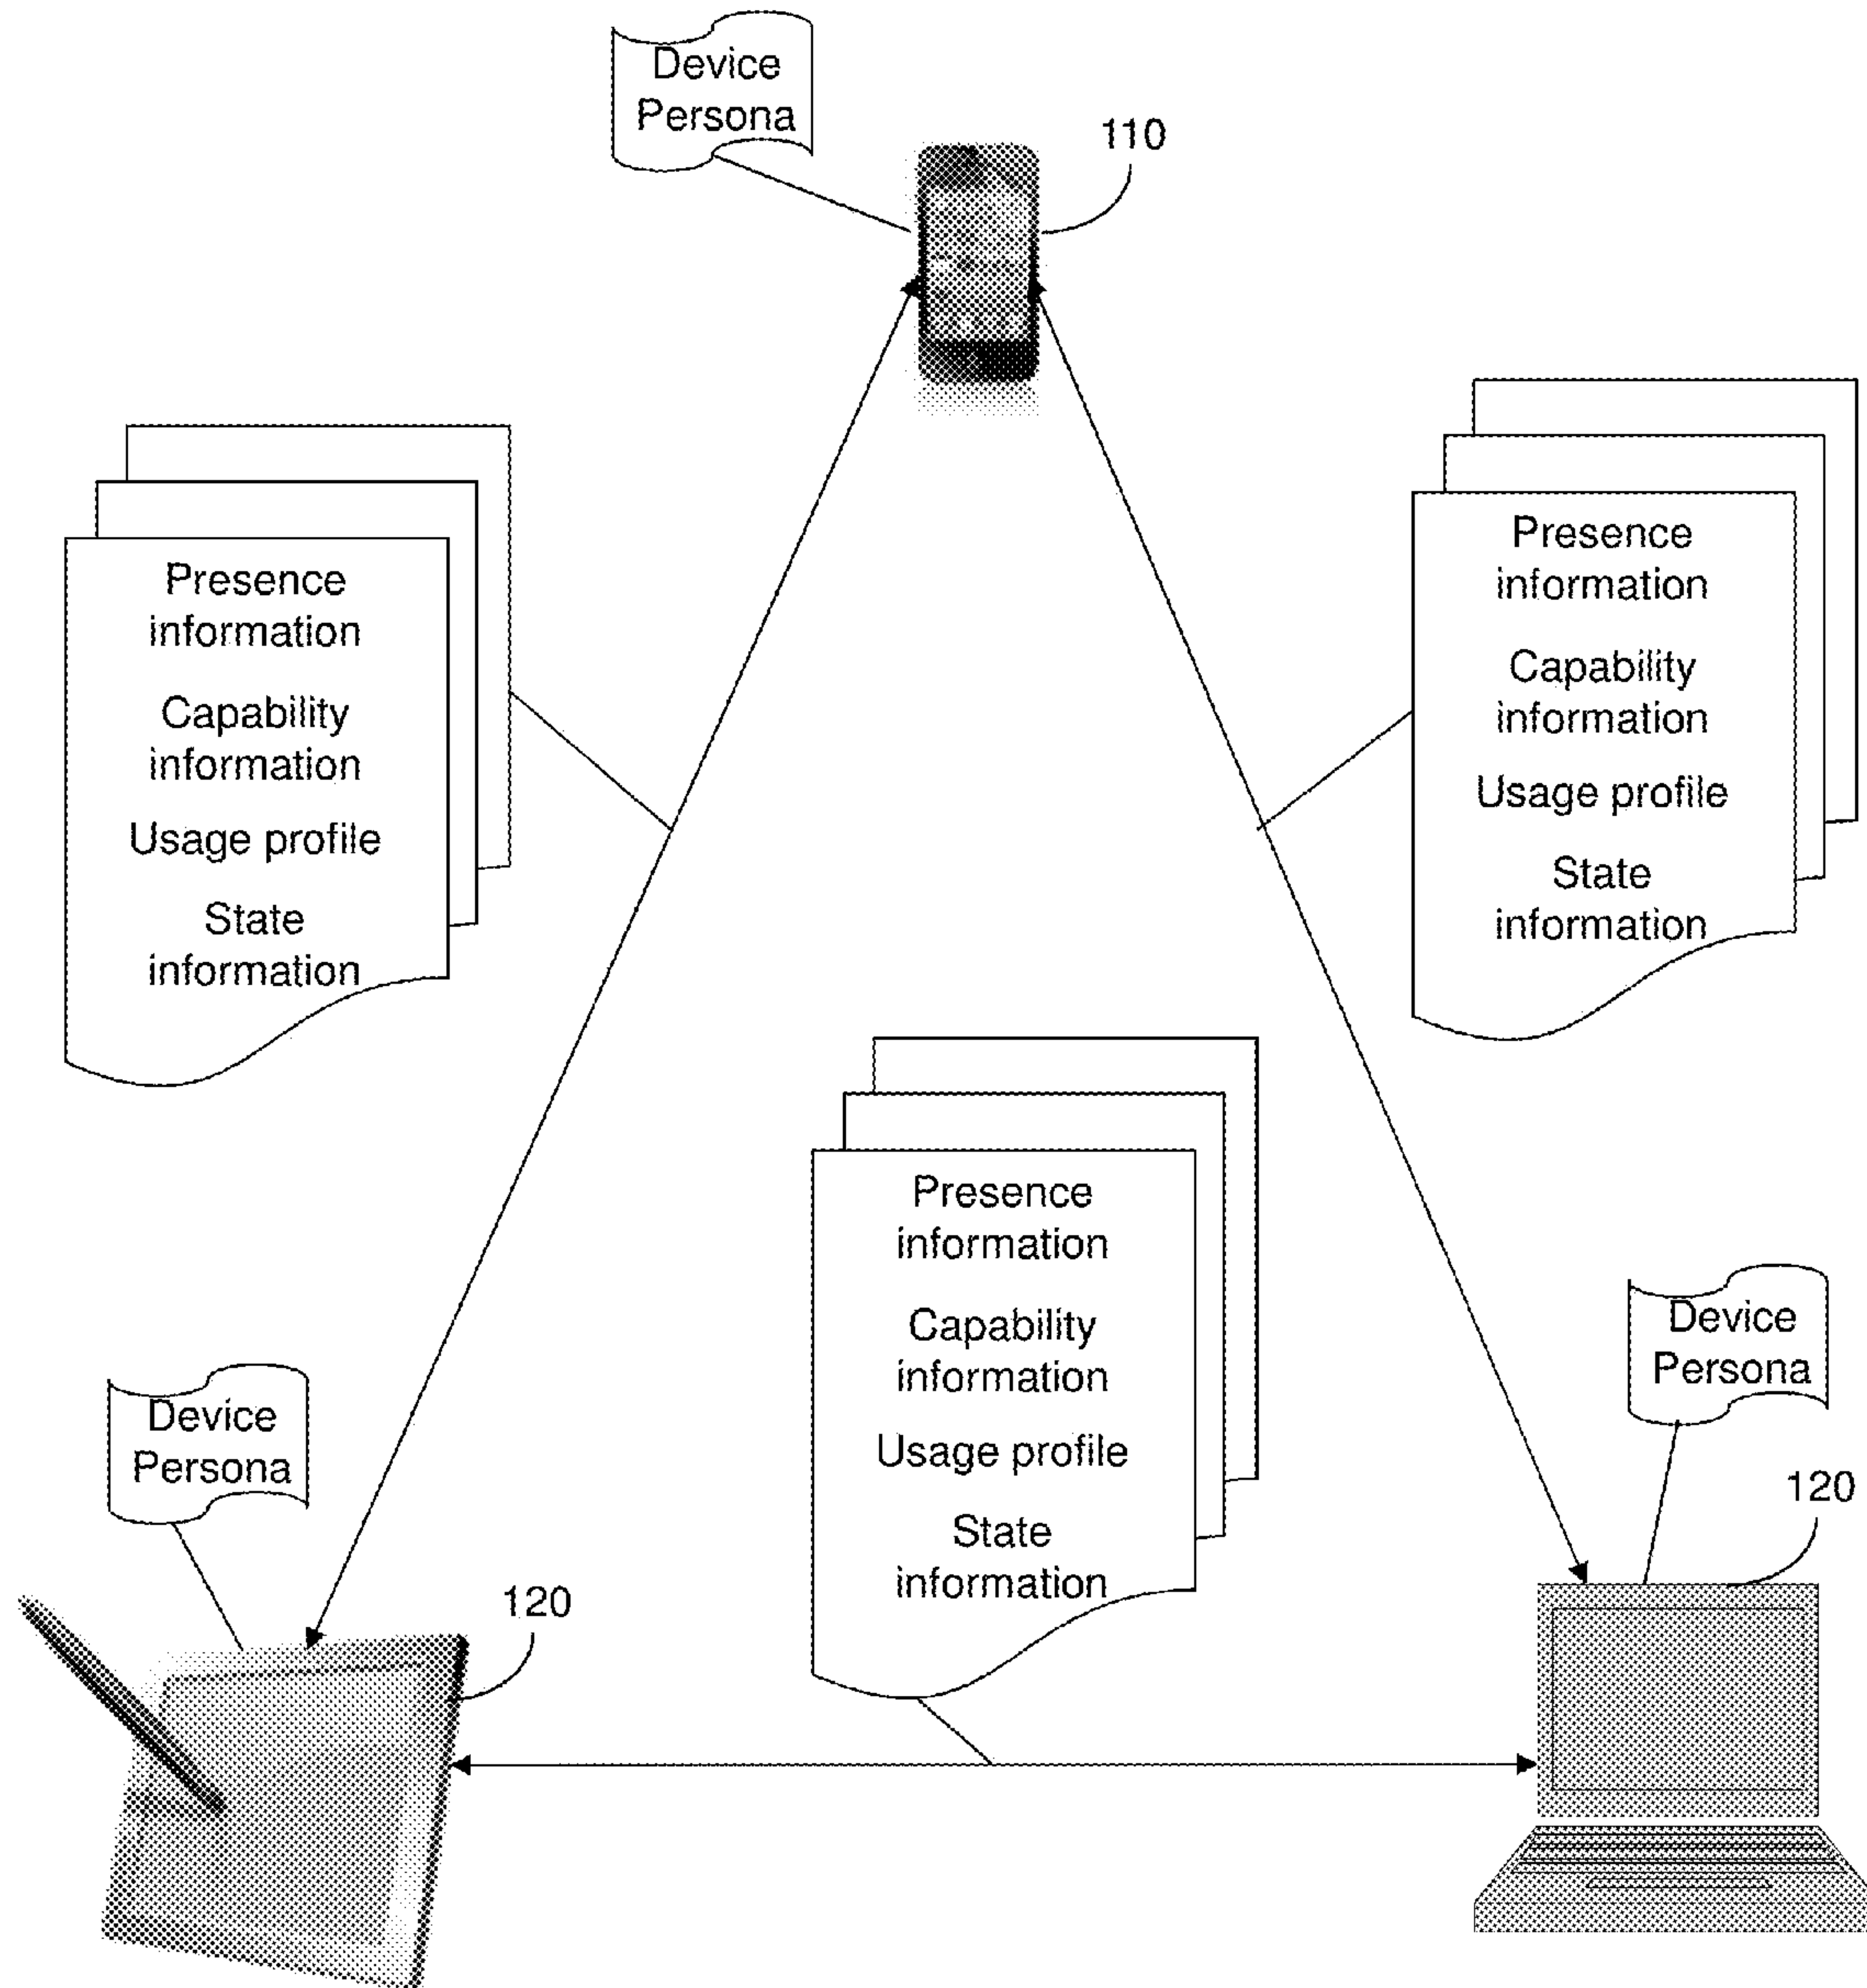 Device
Persona
110
Presence
information
Capability
information
Usage profile
State
information
Presence
information
Capability
information
Usage profile
State
information
Presence
information
Capability
information
Usage profile
State
information
Device
Persona
120
Device
Persona
120